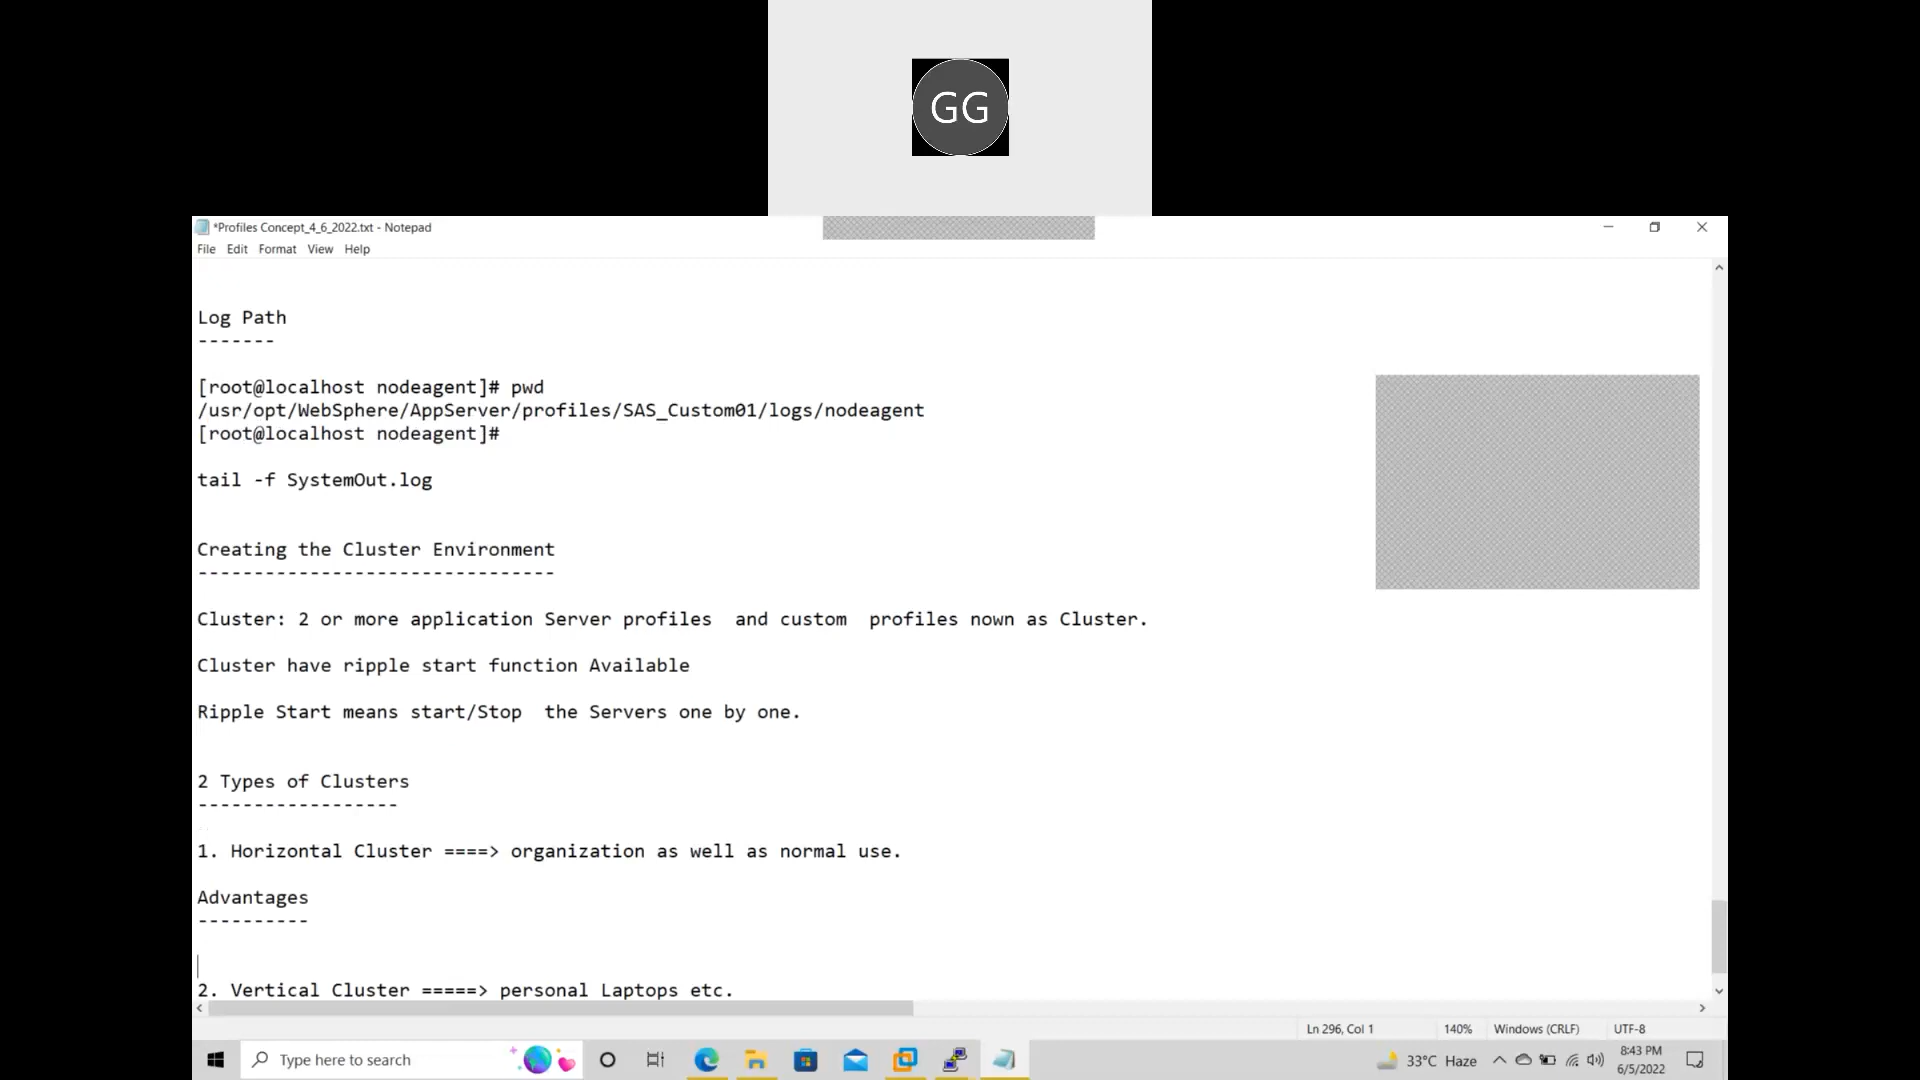 GG
*Profiles Concept_4_6_2022.txt - Notepad
File Edit Format View Help
Log Path
-------
[root@localhost nodeagent]# pwd
/usr/opt/WebSphere/AppServer/profiles/SAS_Custom01/logs/nodeagent
[root@localhost nodeagent]#
tail -f SystemOut.log
Creating the Cluster Environment
--------------------------------
Cluster: 2 or more application Server profiles  and custom  profiles nown as Cluster.
Cluster have ripple start function Available
Ripple Start means start/Stop  the Servers one by one.
2 Types of Clusters
------------------
1. Horizontal Cluster ====> organization as well as normal use.
Advantages
----------
2. Vertical Cluster =====> personal Laptops etc.
Ln 296, Col 1 140% Windows (CRLF) UTF-8
Type here to search
33°C Haze
8:43 PM
6/5/2022